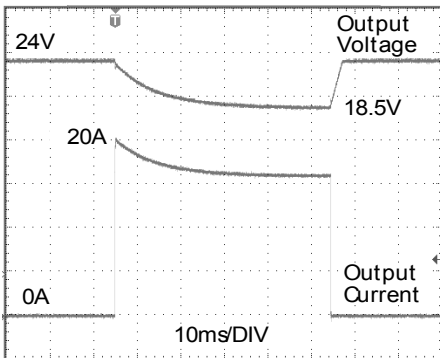 T
Output
Voltage
24V
18.5V
20A
Output
Current
0A
10ms/DIV